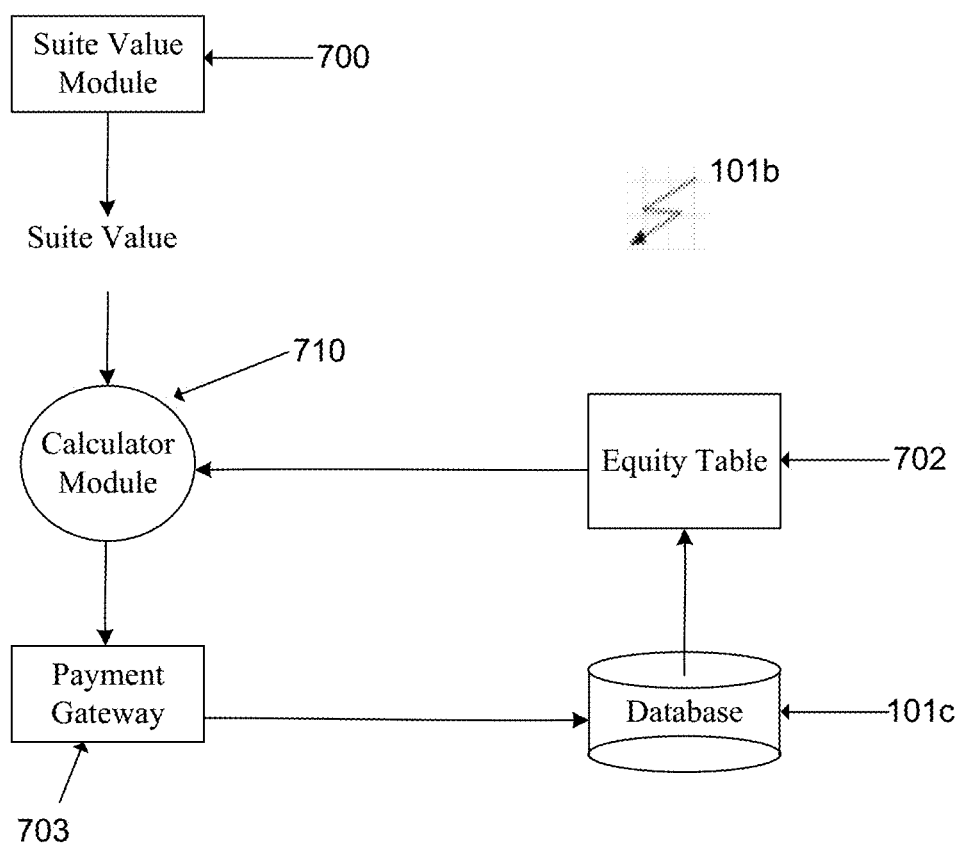 Suite Value
Module
700
101b
Suite Value
710
Calculator
Module
Equity Table
702
Payment
Gateway
Database
101c
703